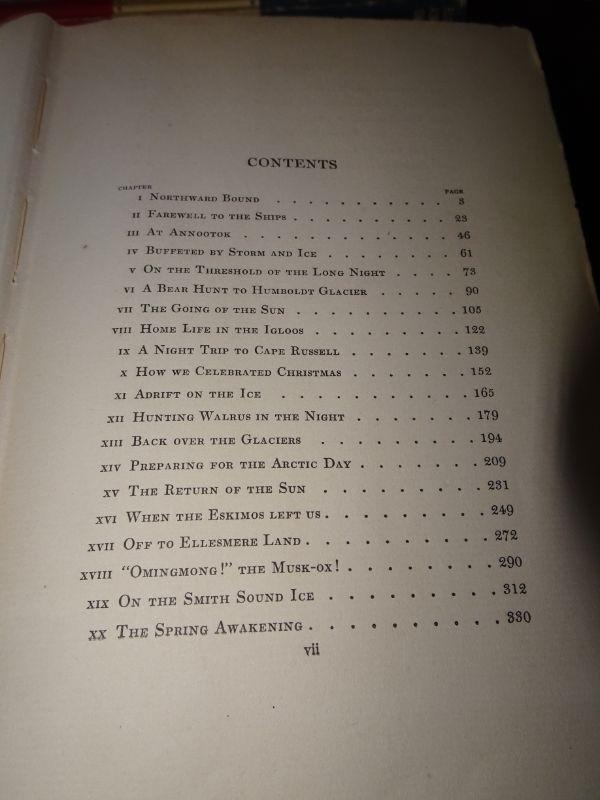 CONTENTS
CHAPTER PAGE
I NORTHWARD BOUND . . . . . . . . . . . 3
II FAREWELL TO THE SHIPS . . . . . . . . . . 23
III AT ANNOOTOK . . . . . . . . . . . . 46
IV BUFFETED BY STORM AND ICE . . . . . . . . 61
V ON THE THRESHOLD OF THE LONG NIGHT . . . . 73
VI A BEAR HUNT TO HUMBOLDT GLACIER . . . . . 90
VII THE GOING OF THE SUN . . . . . . . . . . 105
VIII HOME LIFE IN THE IGLOOS . . . . . . . . . 122
IX A NIGHT TRIP TO CAPE RUSSELL . . . . . . . 139
X HOW WE CELEBRATED CHRISTMAS . . . . . . . 152
XI ADRIFT ON THE ICE . . . . . . . . . . . 165
XII HUNTING WALRUS IN THE NIGHT . . . . . . . 179
XIII BACK OVER THE GLACIERS . . . . . . . . . 194
XIV PREPARING FOR THE ARCTIC DAY . . . . . . . 209
XV THE RETURN OF THE SUN . . . . . . . . . 231
XVI WHEN THE ESKIMOS LEFT US . . . . . . . . . 249
XVII OFF TO ELLESMERE LAND . . . . . . . . . . 272
XVIII "OMINGMONG!" THE MUSK-OX! . . . . . . . . 290
XIX ON THE SMITH SOUND ICE . . . . . . . . . 312
XX THE SPRING AWAKENING . . . . . . . . . . 330
vii